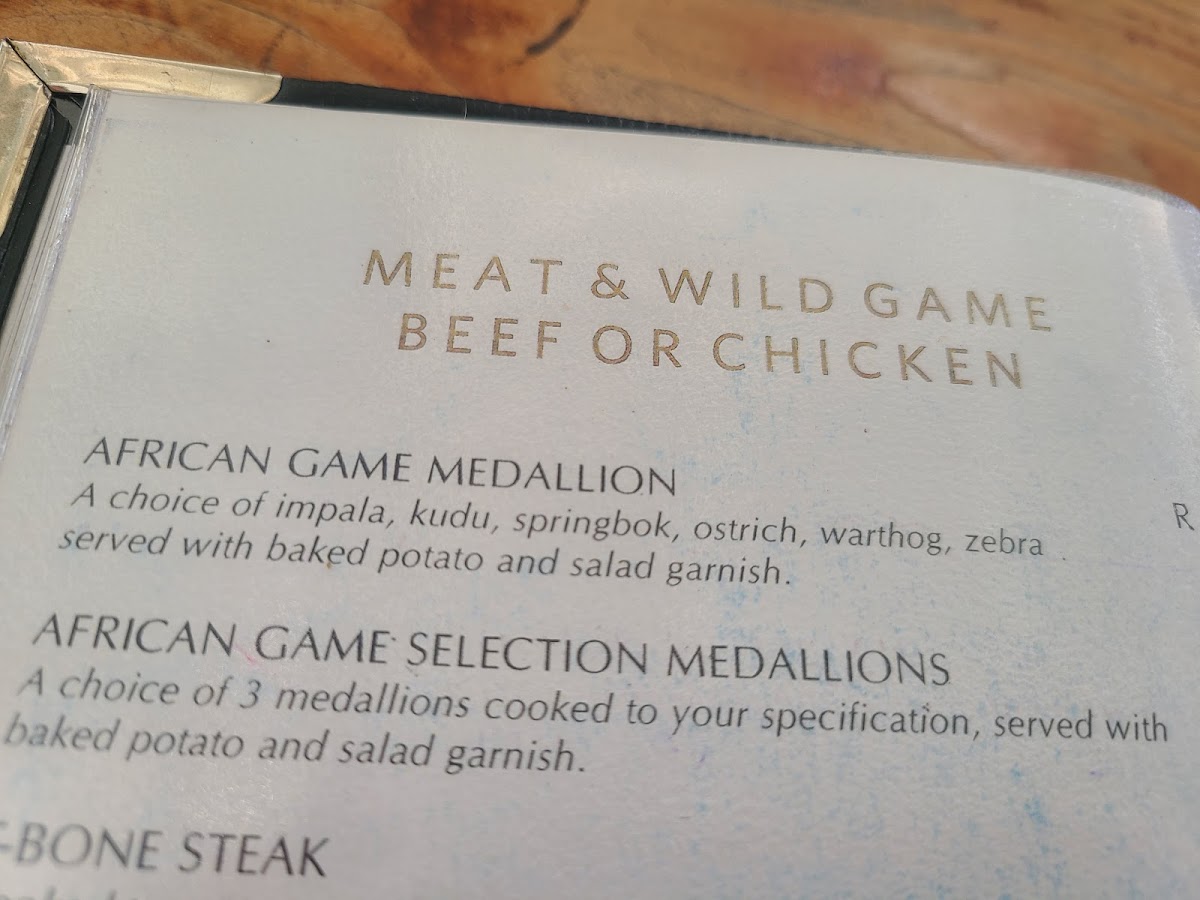 MEAT & WILD GAME
BEEF OR CHICKEN
AFRICAN GAME MEDALLION
R
A choice of impala, kudu, springbok, ostrich, warthog, zebra
served with baked potato and salad garnish.
AFRICAN GAME SELECTION MEDALLIONS
A choice of 3 medallions cooked to your specification, served with
baked potato and salad garnish.
-BONE STEAK